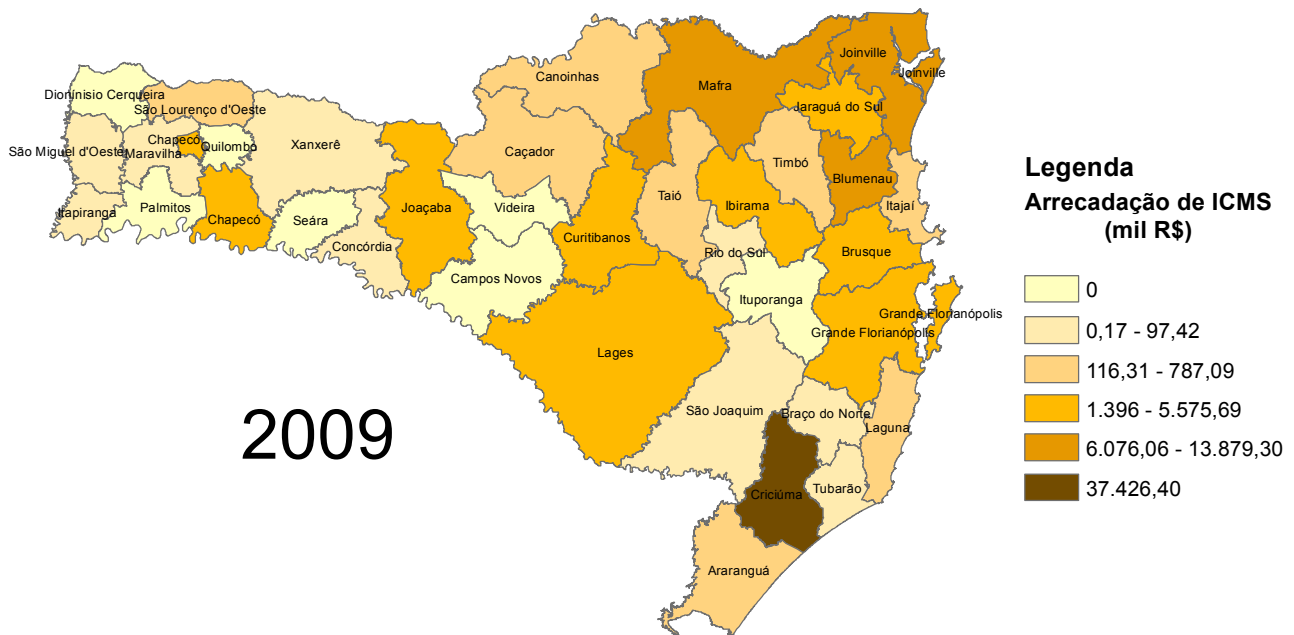 Joinville
Joinville
Canoinhas
Mafra
Dionínisio Cerqueira
São Lourenço d'Oeste
Jaraguá do Sul
Chapecó
Quilombo
Xanxerê
Caçador
Timbó
São Miguel d'Oeste
Maravilha
Blumenau
Legenda
Arrecadação de ICMS
(mil R$)
Taió
Ibirama
Itajaí
Itapiranga
Palmitos
Chapecó
Seára
Joaçaba
Videira
Curitibanos
Concórdia
Rio do Sul
Brusque
Campos Novos
Ituporanga
0
Grande Florianópolis
Grande Florianópolis
0,17 - 97,42
Lages
116,31 - 787,09
São Joaquim
Braço do Norte
1.396 - 5.575,69
2009
Laguna
6.076,06 - 13.879,30
Criciúma
Tubarão
37.426,40
Araranguá